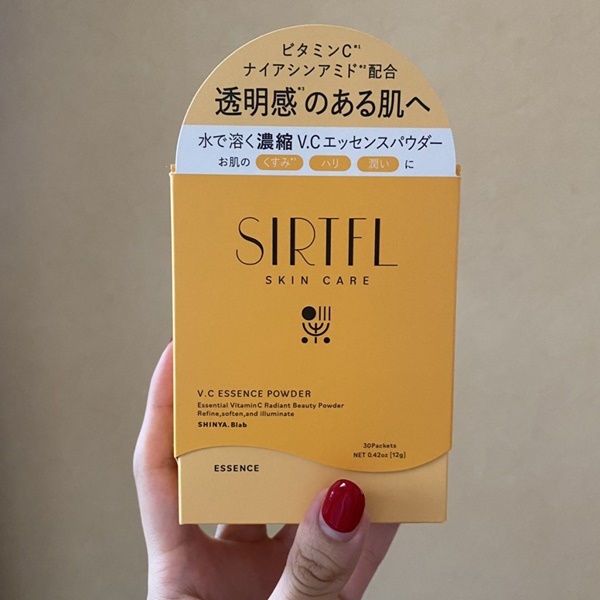 ビタミンC※1
ナイアシンアミド※2配合
透明感※3のある肌へ
水で溶く濃縮V.Cエッセンスパウダー
お肌の くすみ※1 ハリ 潤い に
SIRTFL
SKIN CARE
V.C ESSENCE POWDER
Essential VitaminC Radiant Beauty Powder
Refine,soften,and illuminate
SHINYA.Blab
30Packets
NET 0.42oz [12g]
ESSENCE